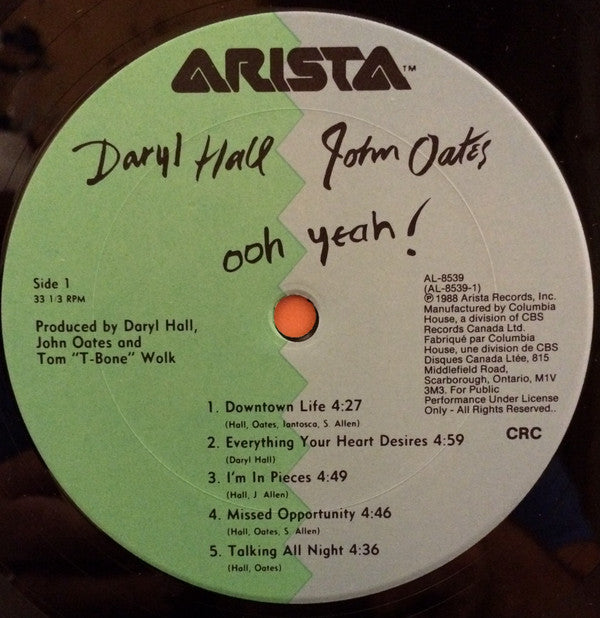 ARISTA™
Daryl Hall John Oates
ooh yeah!
Side 1
33 1/3 RPM
Produced by Daryl Hall,
John Oates and
Tom "T-Bone" Wolk
AL-8539
(AL-8539-1)
℗ 1988 Arista Records, Inc.
Manufactured by Columbia
House, a division of CBS
Records Canada Ltd.
Fabriqué par Columbia
House, une division de CBS
Disques Canada Ltée, 815
Middlefield Road,
Scarborough, Ontario, M1V
3M3. For Public
Performance Under License
Only - All Rights Reserved..
CRC
1. Downtown Life 4:27
(Hall, Oates, Iantosca, S. Allen)
2. Everything Your Heart Desires 4:59
(Daryl Hall)
3. I'm In Pieces 4:49
(Hall, J Allen)
4. Missed Opportunity 4:46
(Hall, Oates, S. Allen)
5. Talking All Night 4:36
(Hall, Oates)